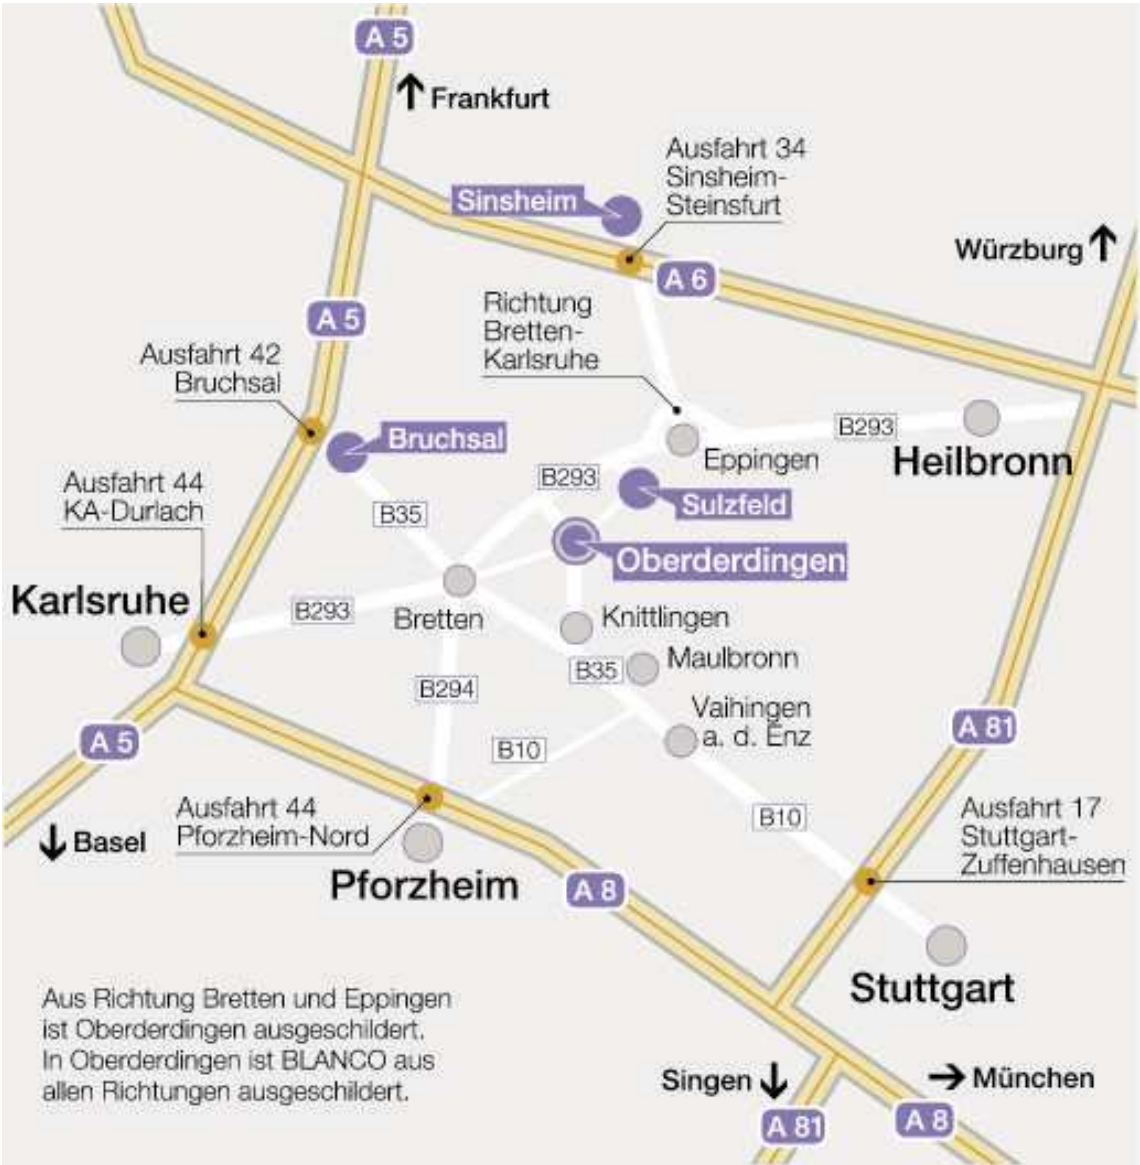 A 5
Frankfurt
Ausfahrt 34
Sinsheim-
Steinsfurt
Sinsheim
Würzburg
A 6
Richtung
Bretten-
Karlsruhe
A 5
Ausfahrt 42
Bruchsal
Bruchsal
B293
Eppingen
Heilbronn
Ausfahrt 44
KA-Durlach
B293
B35
Sulzfeld
Oberderdingen
Karlsruhe
B293
Bretten
Knittlingen
Maulbronn
B35
B294
Vaihingen
a. d. Enz
A 5
B10
A 81
Basel
Ausfahrt 44
Pforzheim-Nord
B10
Ausfahrt 17
Stuttgart-
Zuffenhausen
Pforzheim
A 8
Stuttgart
Aus Richtung Bretten und Eppingen
ist Oberderdingen ausgeschildert.
In Oberderdingen ist BLANCO aus
allen Richtungen ausgeschildert.
Singen
München
A 81
A 8